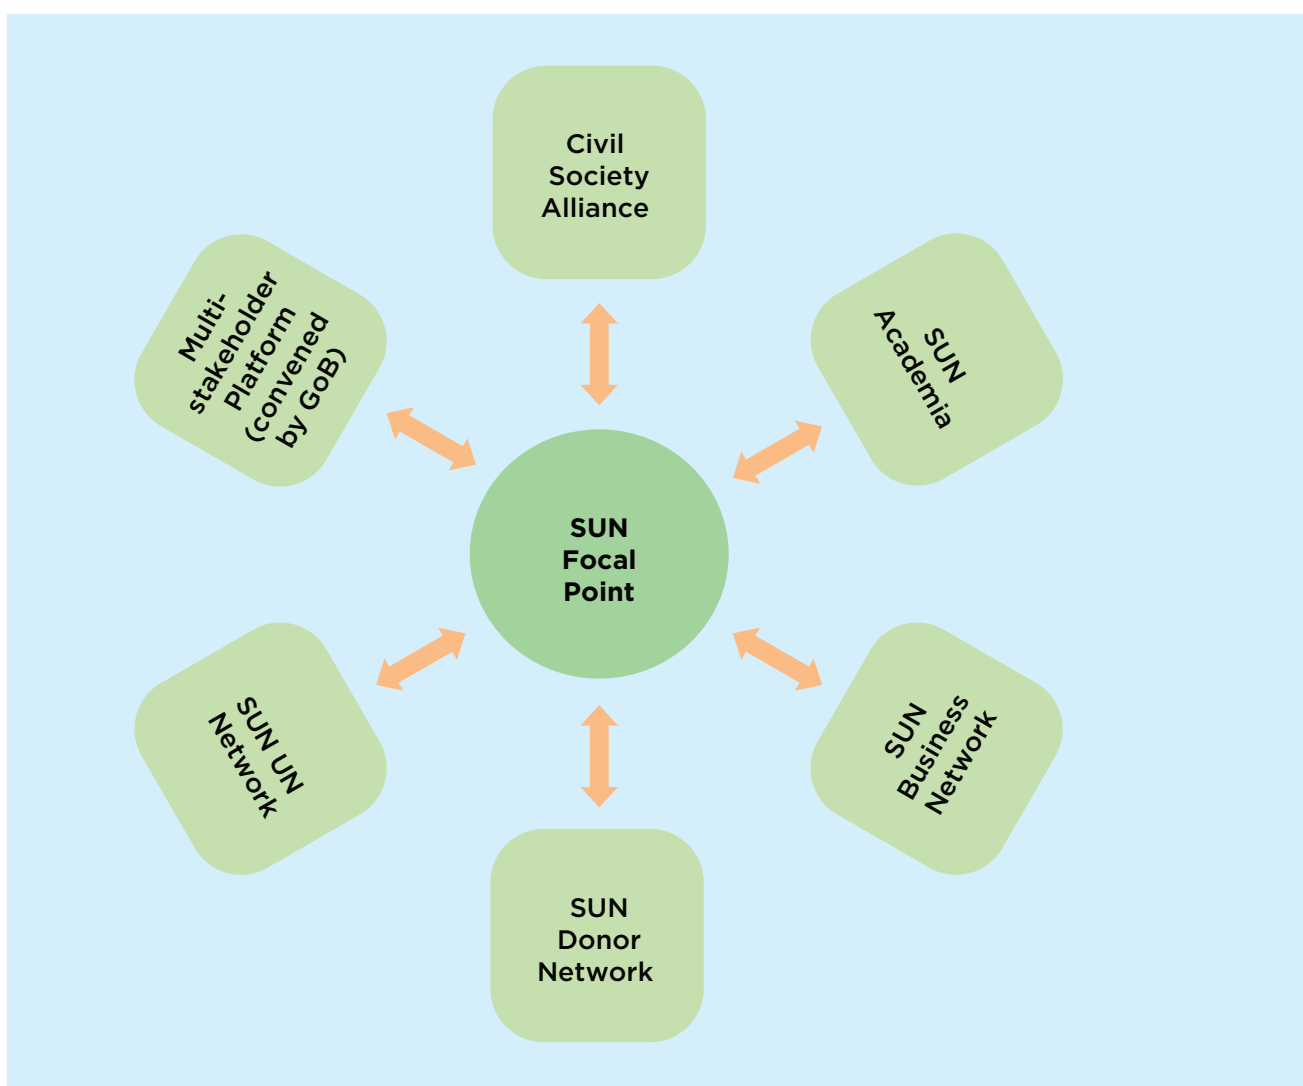 Civil
Society
Alliance
Multi-
stakeholder
Platform
(convened
by GoB)
SUN
Academia
SUN
Focal
Point
SUN UN
Network
SUN
Business
Network
SUN
Donor
Network